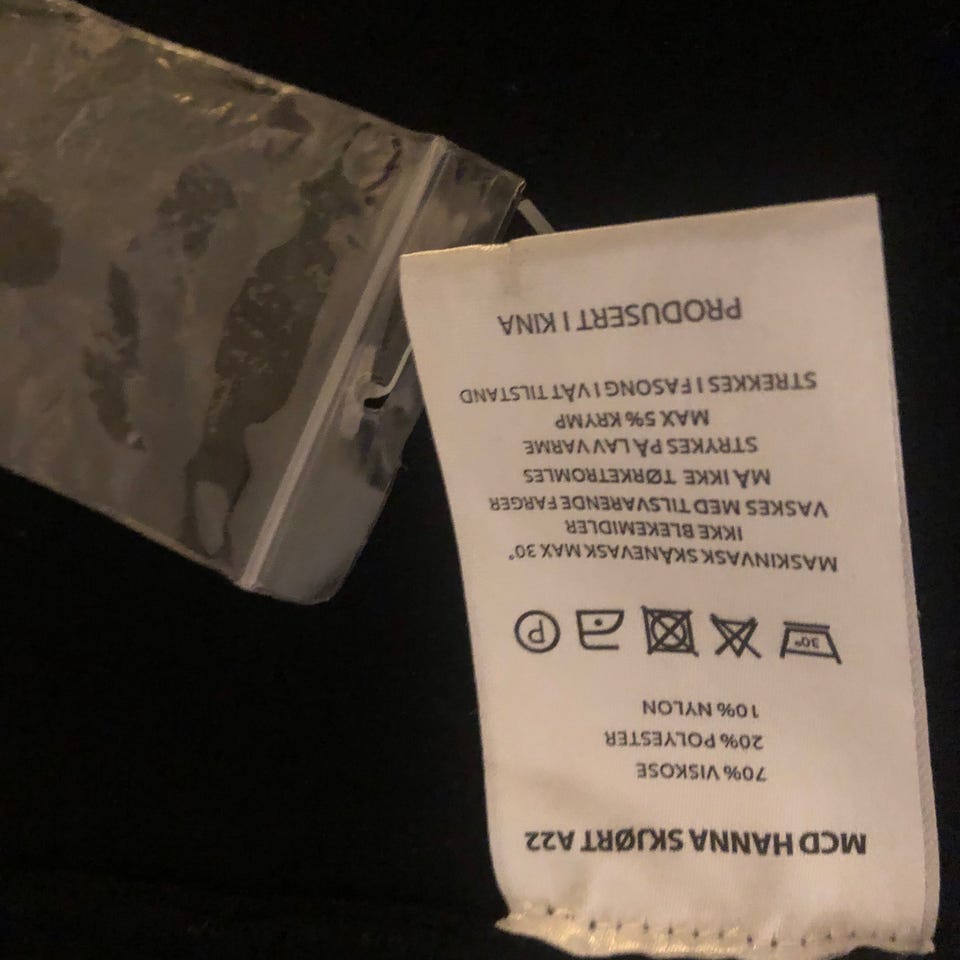 MCD HANNA SKJØRT A22
70% VISKOSE
20% POLYESTER
10% NYLON
30°
P
MASKINVASK SKÅNEVASK MAX 30°
IKKE BLEKEMIDLER
VASKES MED TILSVARENDE FARGER
MÅ IKKE TØRKETROMLES
STRYKES PÅ LAV VARME
MAX 5% KRYMP
STREKKES I FASONG I VÅT TILSTAND
PRODUSERT I KINA